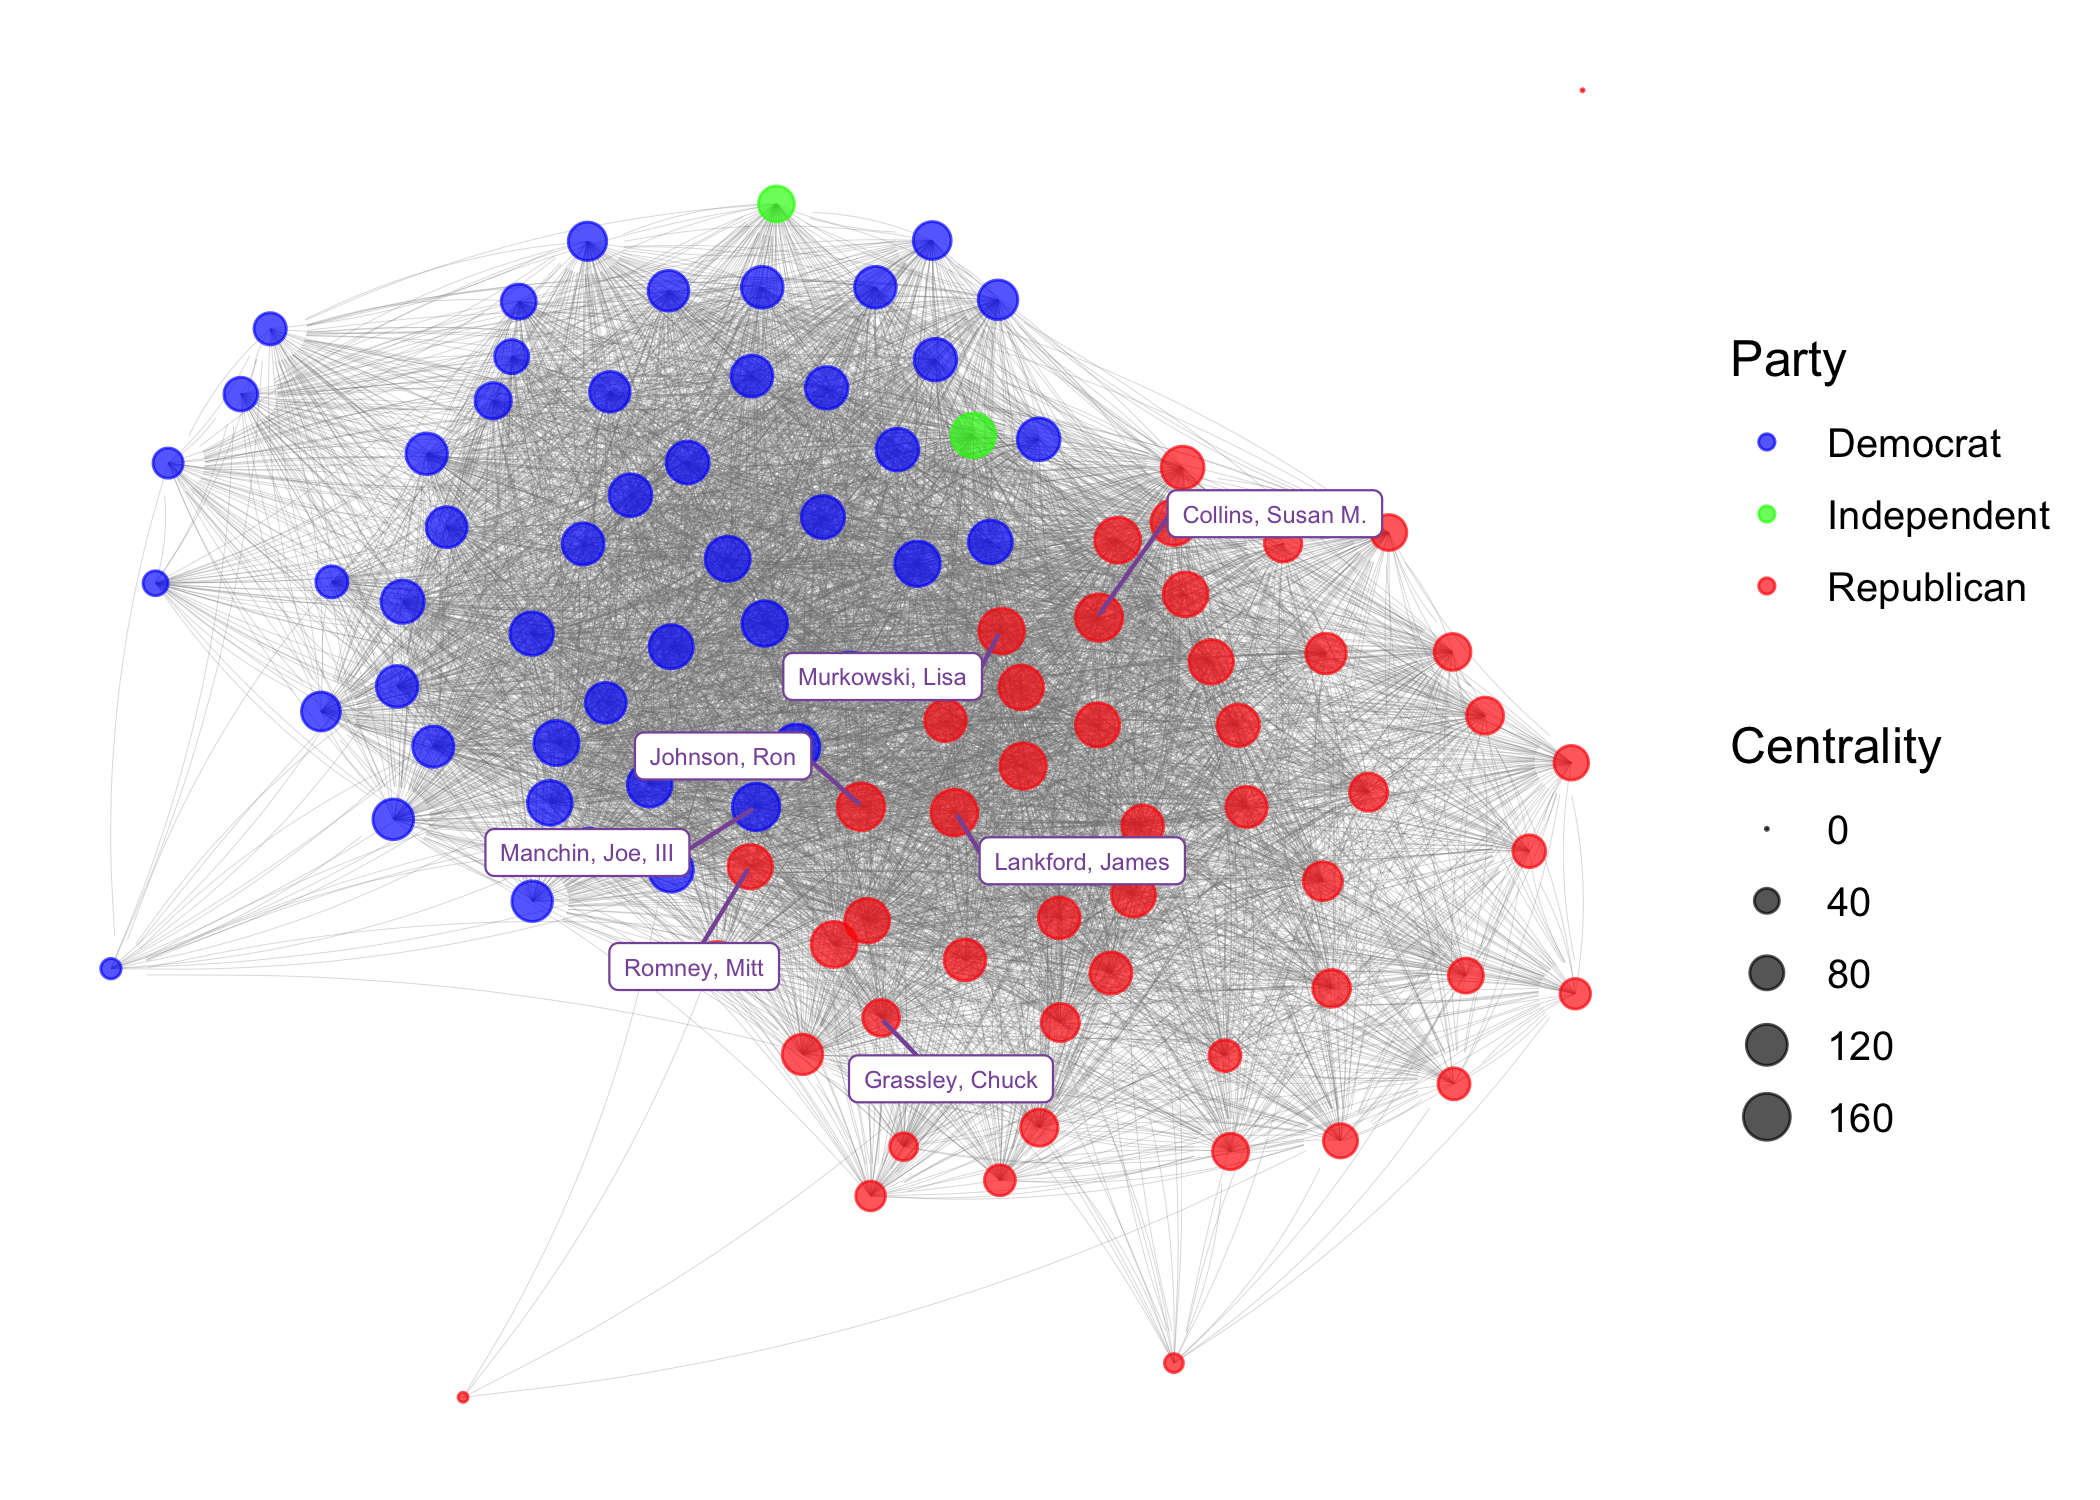 Collins, Susan M.
Murkowski, Lisa
Johnson, Ron
Manchin, Joe, III
Lankford, James
Romney, Mitt
Grassley, Chuck
Party
Democrat
Independent
Republican
Centrality
0
40
80
120
160